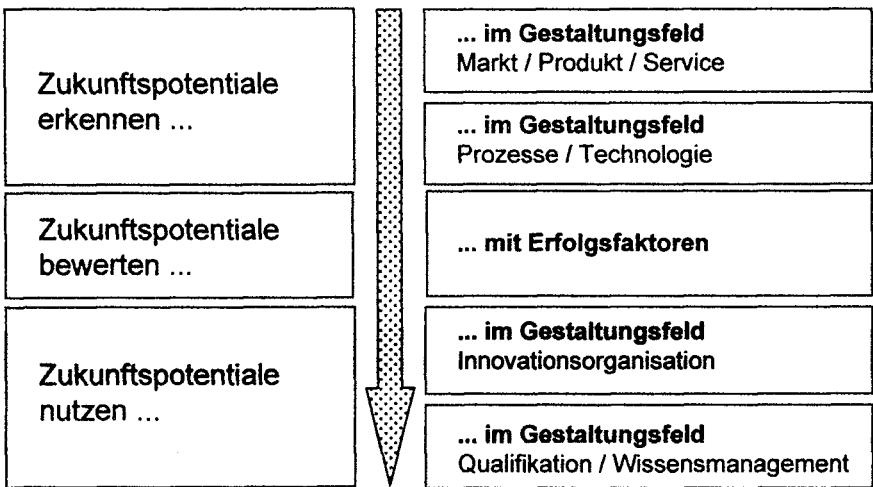 Zukunftspotentiale
erkennen ...
... im Gestaltungsfeld
Markt / Produkt / Service
... im Gestaltungsfeld
Prozesse / Technologie
Zukunftspotentiale
bewerten ...
... mit Erfolgsfaktoren
Zukunftspotentiale
nutzen ...
... im Gestaltungsfeld
Innovationsorganisation
... im Gestaltungsfeld
Qualifikation / Wissensmanagement